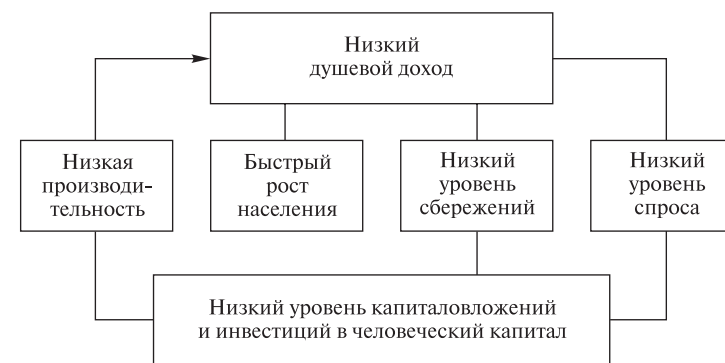 Низкий
душевой доход
Низкая
производи-
тельность
Быстрый
рост
населения
Низкий
уровень
сбережений
Низкий
уровень
спроса
Низкий уровень капиталовложений
и инвестиций в человеческий капитал